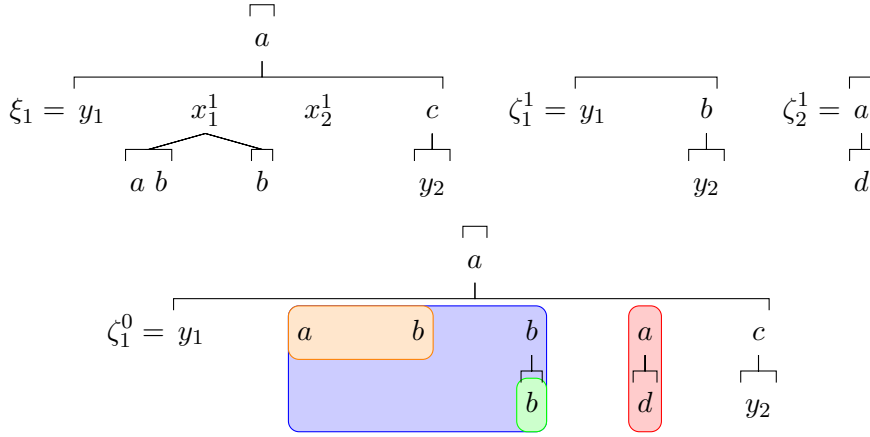 a
ξ₁ = y₁ x₁¹ x₂¹ c ζ₁¹ = y₁ b ζ₂¹ = a
a b b y₂ y₂ d
a
ζ₁⁰ = y₁ a b b a c
b d y₂